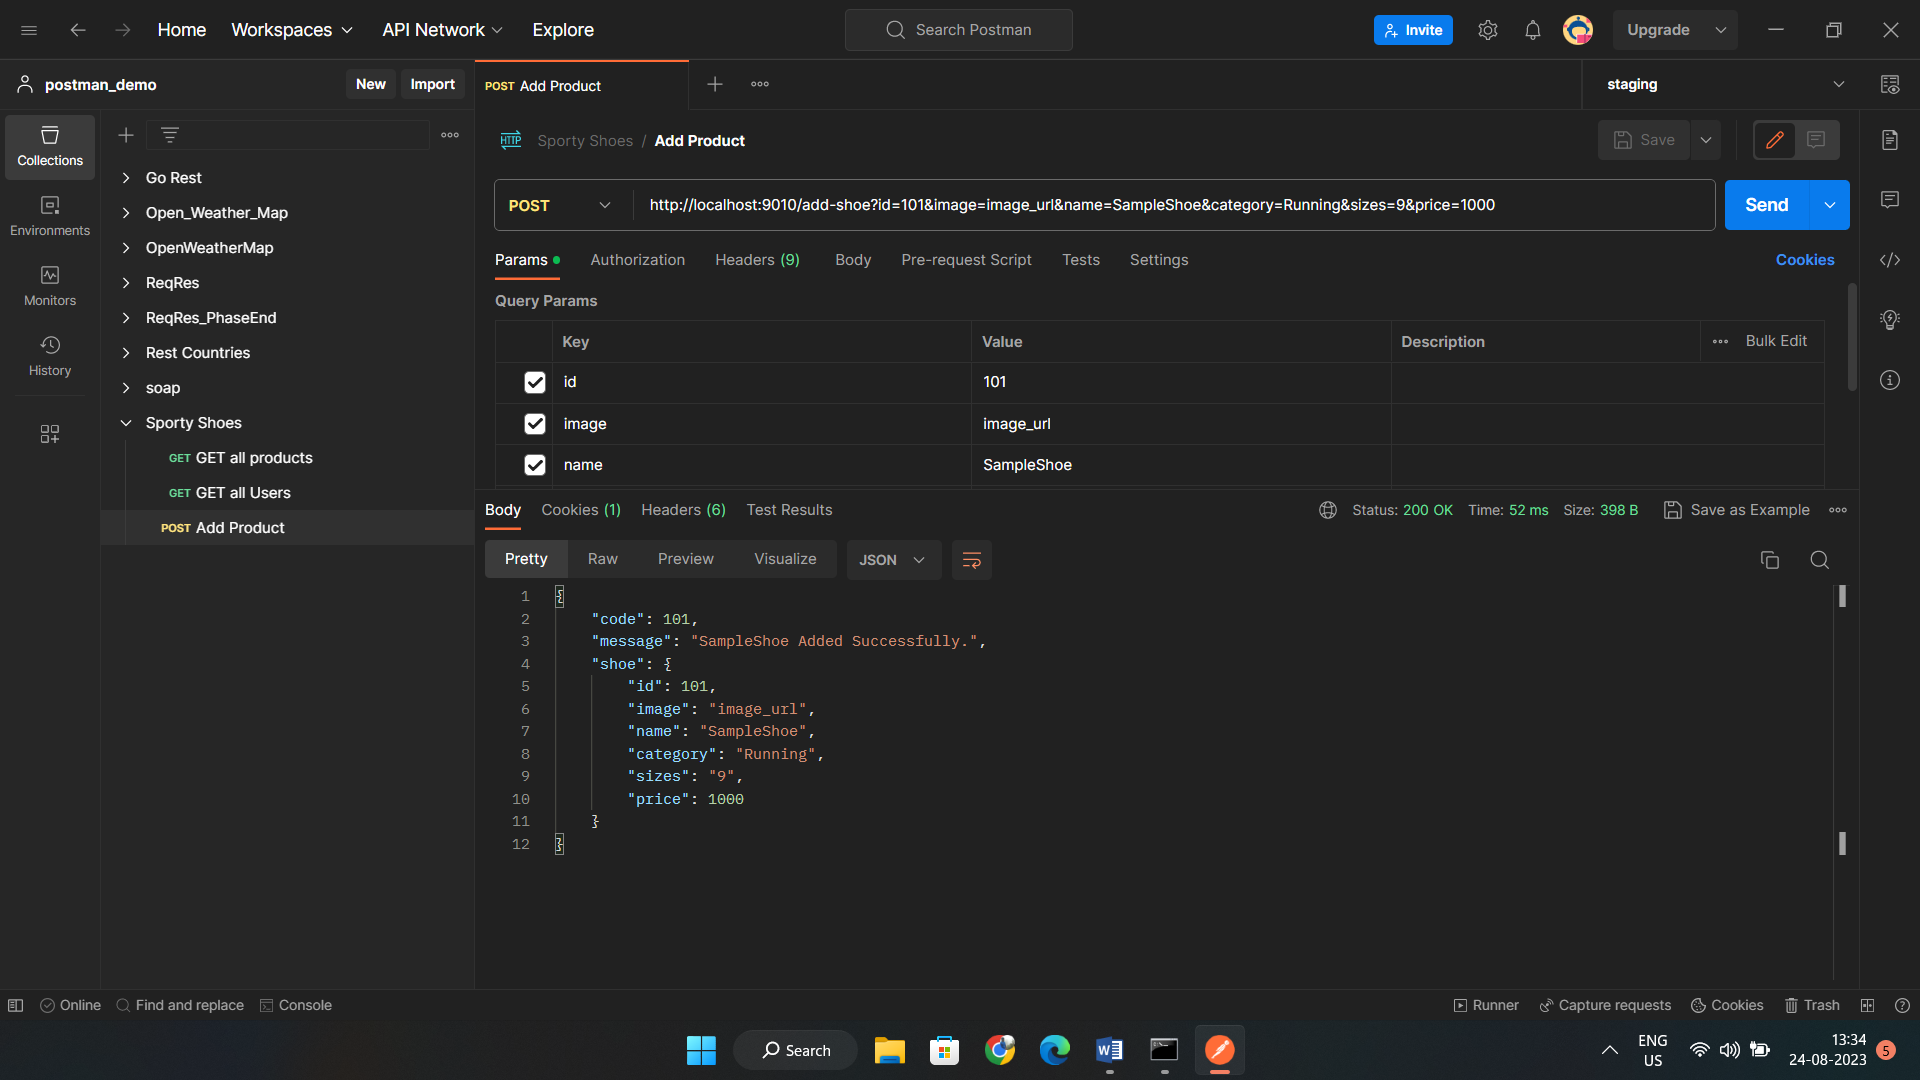 Home Workspaces API Network Explore Search Postman Invite Upgrade
postman_demo New Import POST Add Product staging
Collections
Environments
Monitors
History
Go Rest
Open_Weather_Map
OpenWeatherMap
ReqRes
ReqRes_PhaseEnd
Rest Countries
soap
Sporty Shoes
GET GET all products
GET GET all Users
POST Add Product
HTTP Sporty Shoes / Add Product Save
POST http://localhost:9010/add-shoe?id=101&image=image_url&name=SampleShoe&category=Running&sizes=9&price=1000 Send
Params Authorization Headers (9) Body Pre-request Script Tests Settings Cookies
Query Params
Key Value Description Bulk Edit
id 101
image image_url
name SampleShoe
Body Cookies (1) Headers (6) Test Results Status: 200 OK Time: 52 ms Size: 398 B Save as Example
Pretty Raw Preview Visualize JSON
1 {
2 "code": 101,
3 "message": "SampleShoe Added Successfully.",
4 "shoe": {
5 "id": 101,
6 "image": "image_url",
7 "name": "SampleShoe",
8 "category": "Running",
9 "sizes": "9",
10 "price": 1000
11 }
12 }
Online Find and replace Console Runner Capture requests Cookies Trash
Search ENG US 13:34 24-08-2023 5